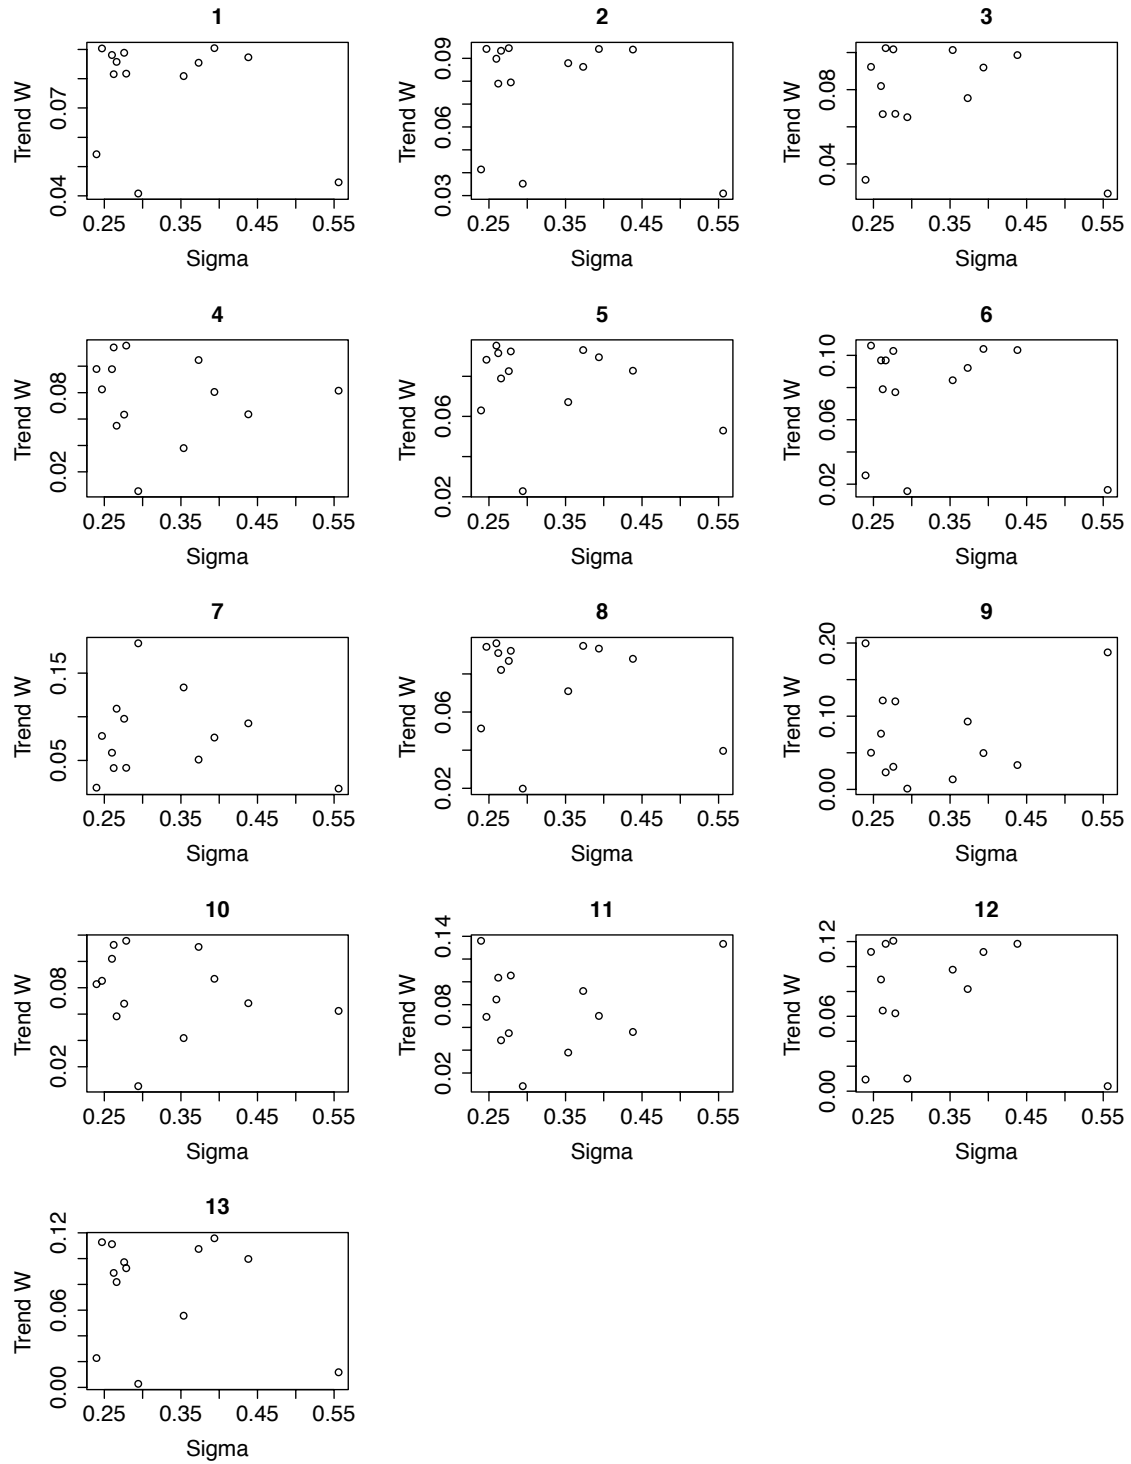 1 2 3
Trend W 0.04 0.07 Trend W 0.03 0.06 0.09 Trend W 0.04 0.08
0.25 0.35 0.45 0.55 0.25 0.35 0.45 0.55 0.25 0.35 0.45 0.55
Sigma Sigma Sigma
4 5 6
Trend W 0.02 0.08 Trend W 0.02 0.06 Trend W 0.02 0.06 0.10
0.25 0.35 0.45 0.55 0.25 0.35 0.45 0.55 0.25 0.35 0.45 0.55
Sigma Sigma Sigma
7 8 9
Trend W 0.05 0.15 Trend W 0.02 0.06 Trend W 0.00 0.10 0.20
0.25 0.35 0.45 0.55 0.25 0.35 0.45 0.55 0.25 0.35 0.45 0.55
Sigma Sigma Sigma
10 11 12
Trend W 0.02 0.08 Trend W 0.02 0.08 0.14 Trend W 0.00 0.06 0.12
0.25 0.35 0.45 0.55 0.25 0.35 0.45 0.55 0.25 0.35 0.45 0.55
Sigma Sigma Sigma
13
Trend W 0.00 0.06 0.12
0.25 0.35 0.45 0.55
Sigma